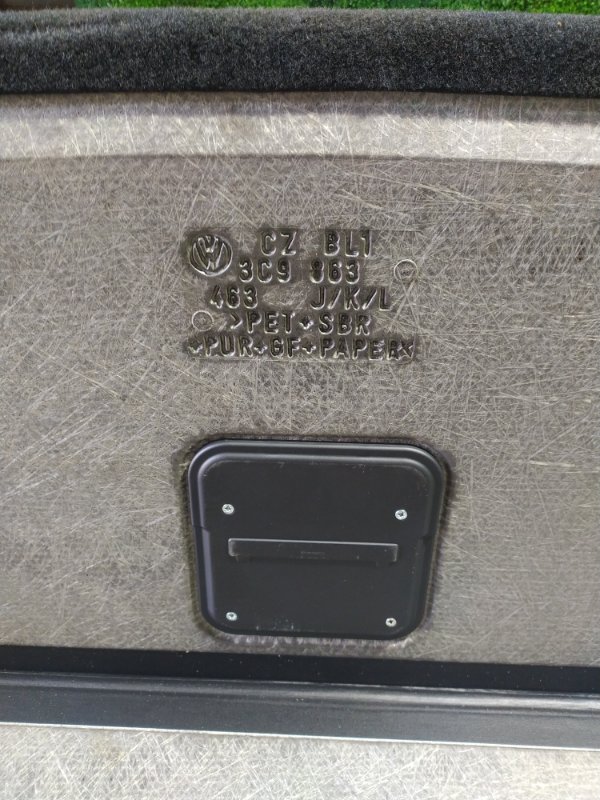 CZ BL1
3C9 863
463 J/K/L
>PET+SBR
+PUR+GF+PAPER<